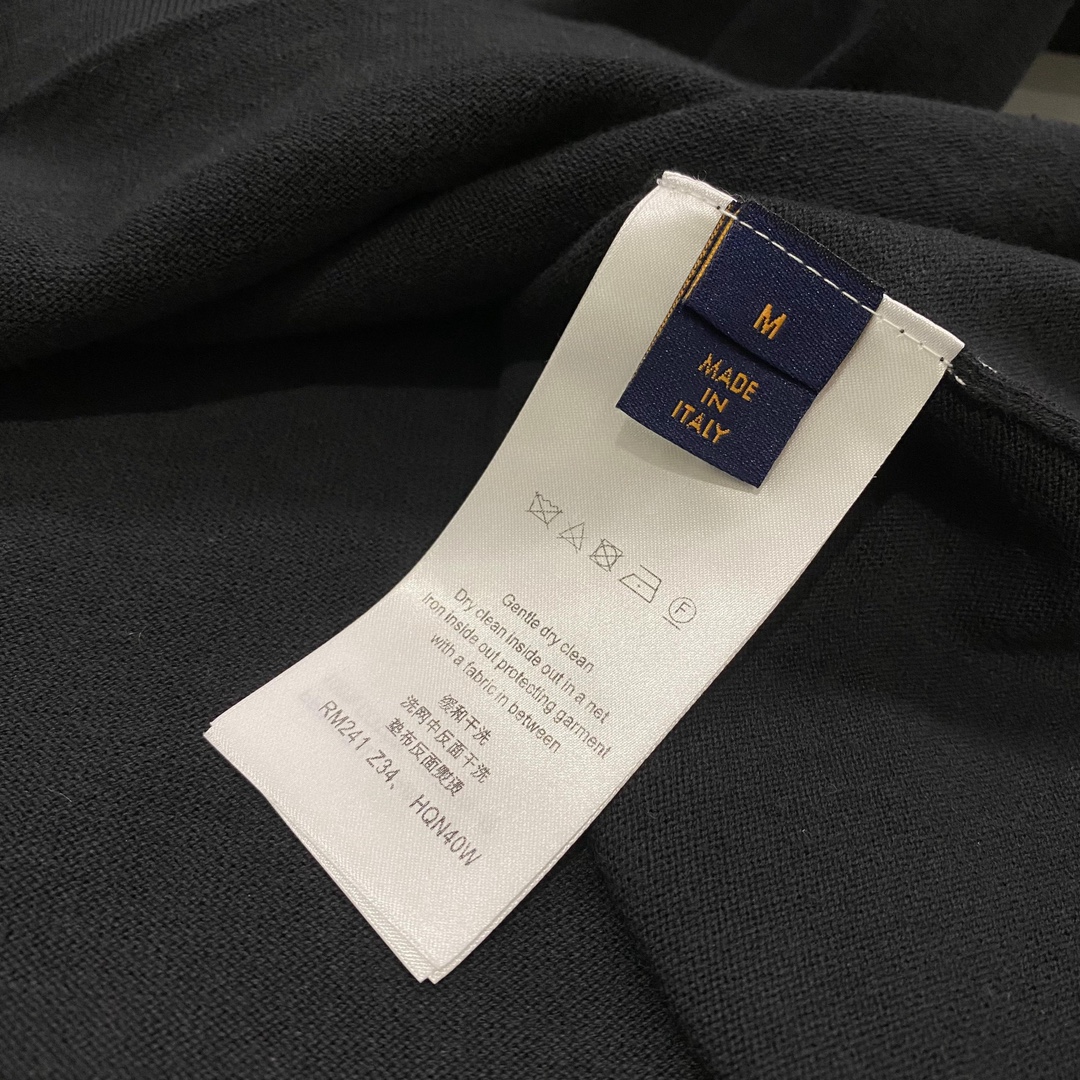 M
MADE
IN
ITALY
F
Gentle dry clean
Dry clean inside out in a net
Iron inside out protecting garment
with a fabric in between
缓和干洗
洗网中反面干洗
垫布反面熨烫
RM241 Z34、HQN40W